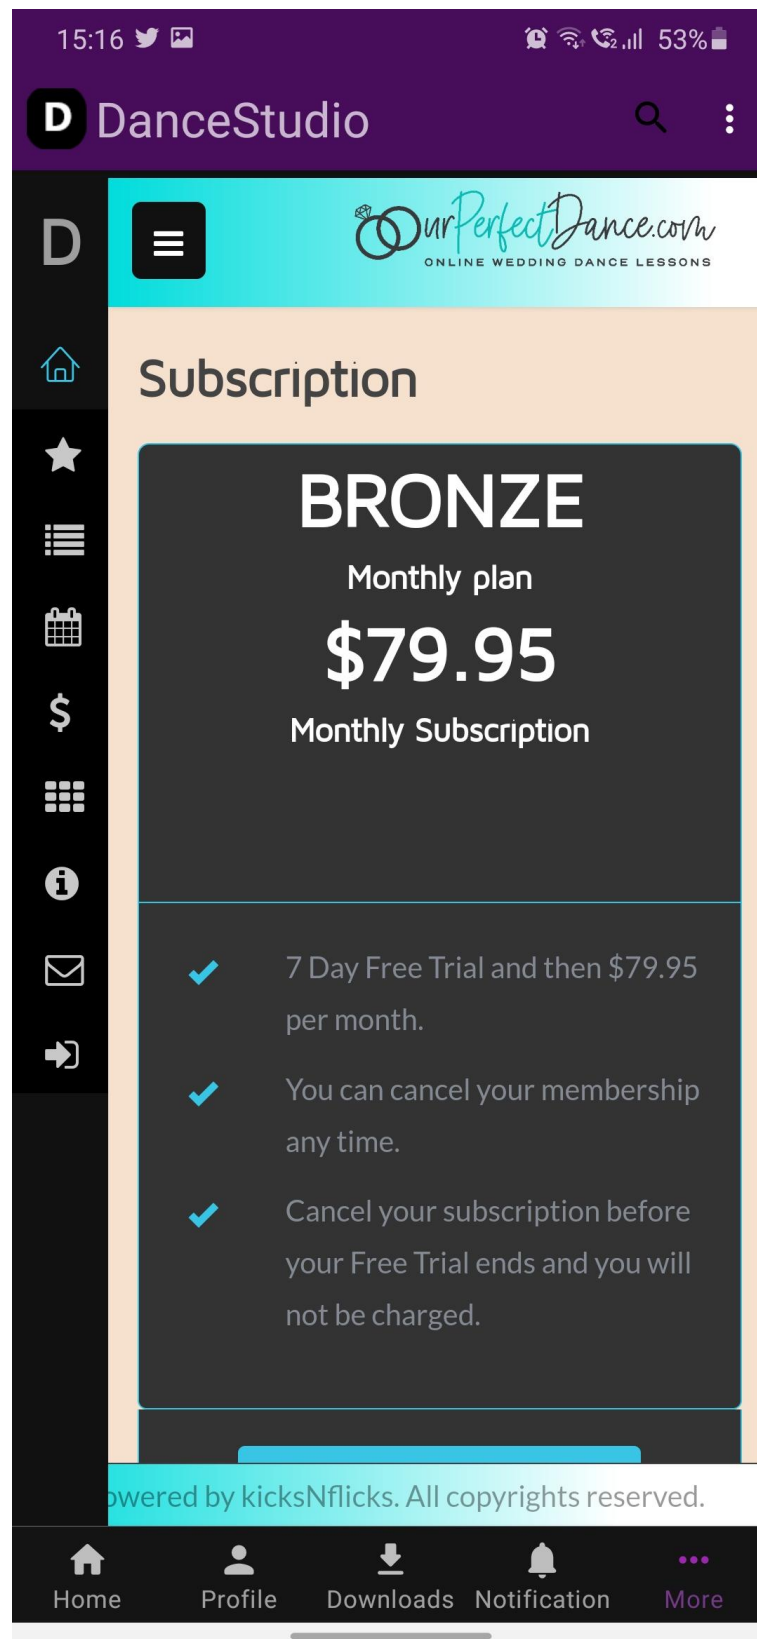 15:16
53%
D DanceStudio
D
OurPerfectDance.com
ONLINE WEDDING DANCE LESSONS
Subscription
BRONZE
Monthly plan
$79.95
Monthly Subscription
7 Day Free Trial and then $79.95
per month.
You can cancel your membership
any time.
Cancel your subscription before
your Free Trial ends and you will
not be charged.
owered by kicksNflicks. All copyrights reserved.
Home Profile Downloads Notification More